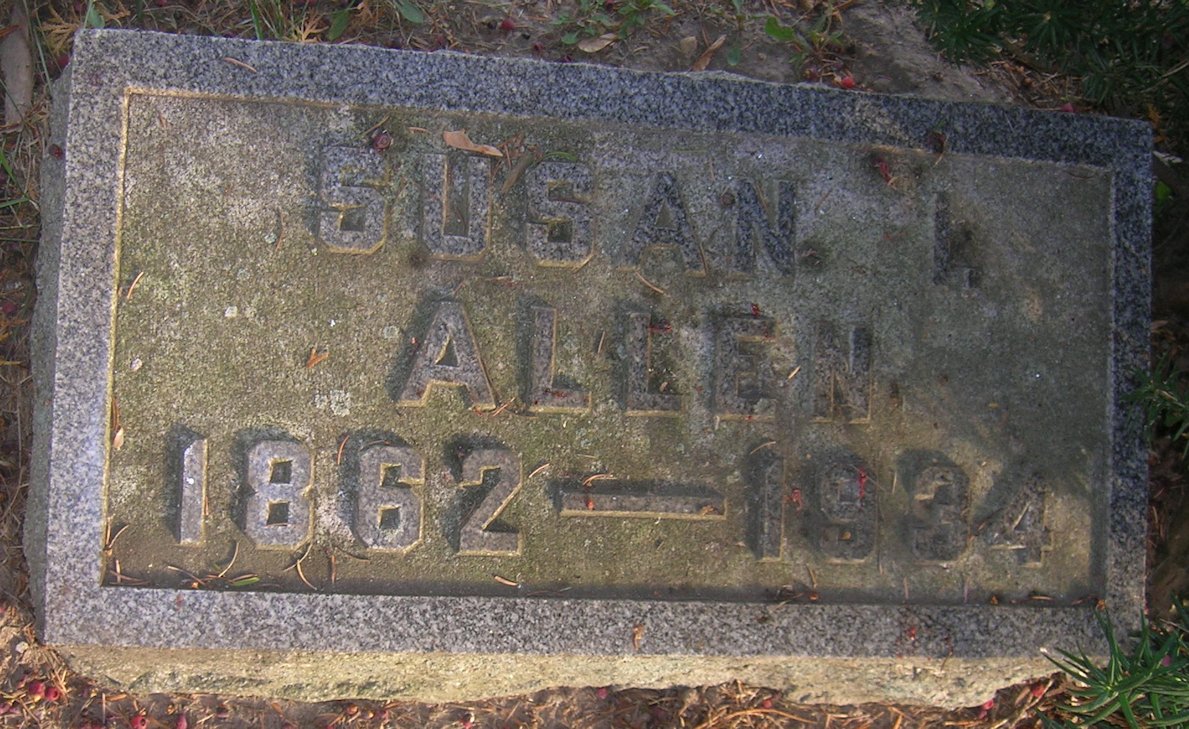 SUSAN I.
ALLEN
1862—1934